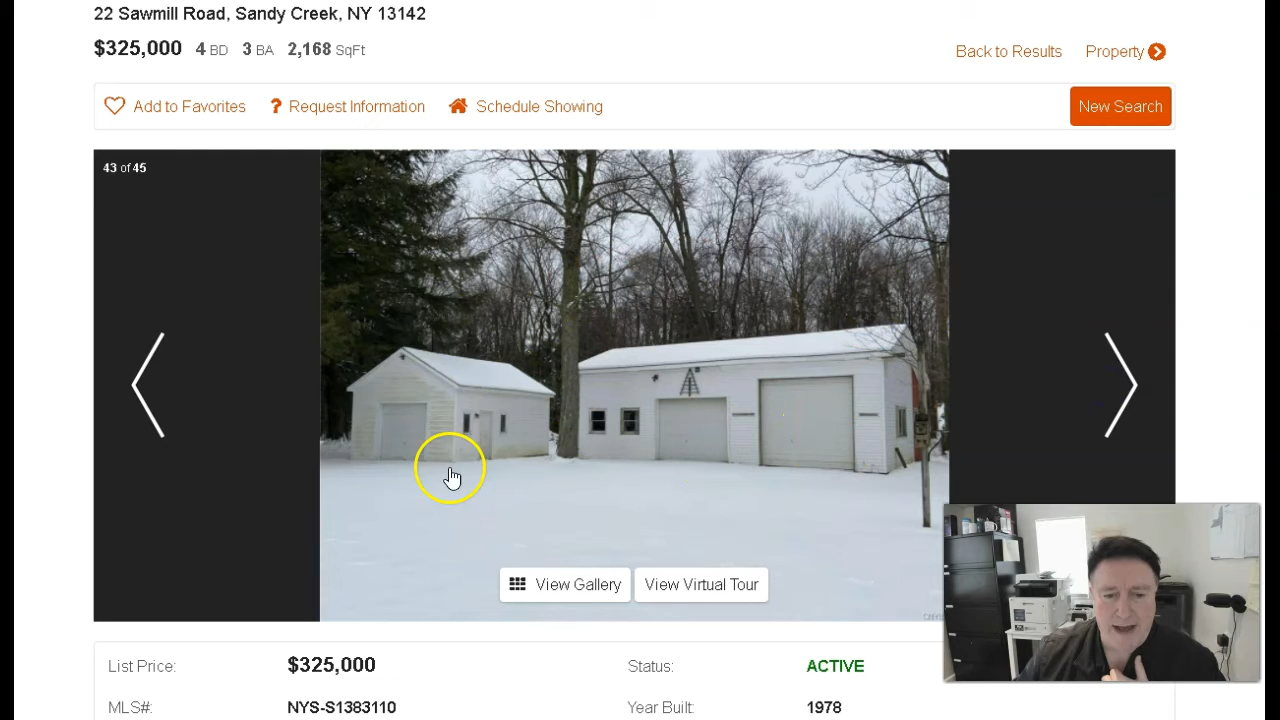 22 Sawmill Road, Sandy Creek, NY 13142
$325,000 4 BD 3 BA 2,168 SqFt
Back to Results Property
Add to Favorites ? Request Information Schedule Showing New Search
43 of 45
View Gallery View Virtual Tour
List Price: $325,000 Status: ACTIVE
MLS#: NYS-S1383110 Year Built: 1978